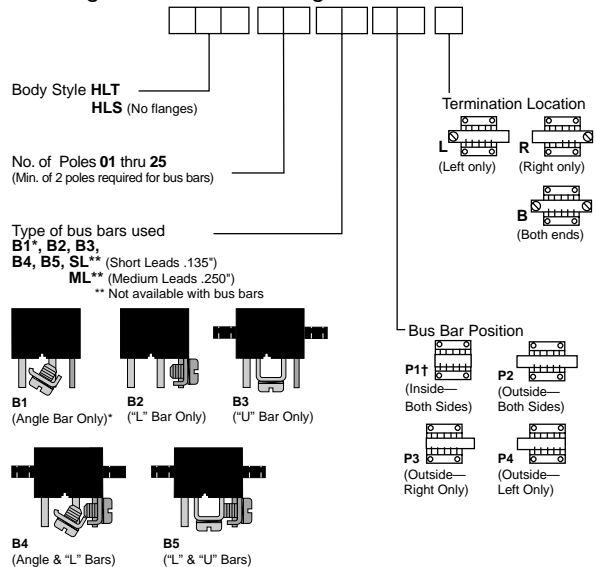 Body Style HLT
HLS (No flanges)
No. of Poles 01 thru 25
(Min. of 2 poles required for bus bars)
Type of bus bars used
B1*, B2, B3,
B4, B5, SL** (Short Leads .135")
ML** (Medium Leads .250")
** Not available with bus bars
B1
(Angle Bar Only)*
B2
("L" Bar Only)
B3
("U" Bar Only)
B4
(Angle & "L" Bars)
B5
("L" & "U" Bars)
Termination Location
L
(Left only)
R
(Right only)
B
(Both ends)
Bus Bar Position
P1†
(Inside—
Both Sides)
P2
(Outside—
Both Sides)
P3
(Outside—
Right Only)
P4
(Outside—
Left Only)